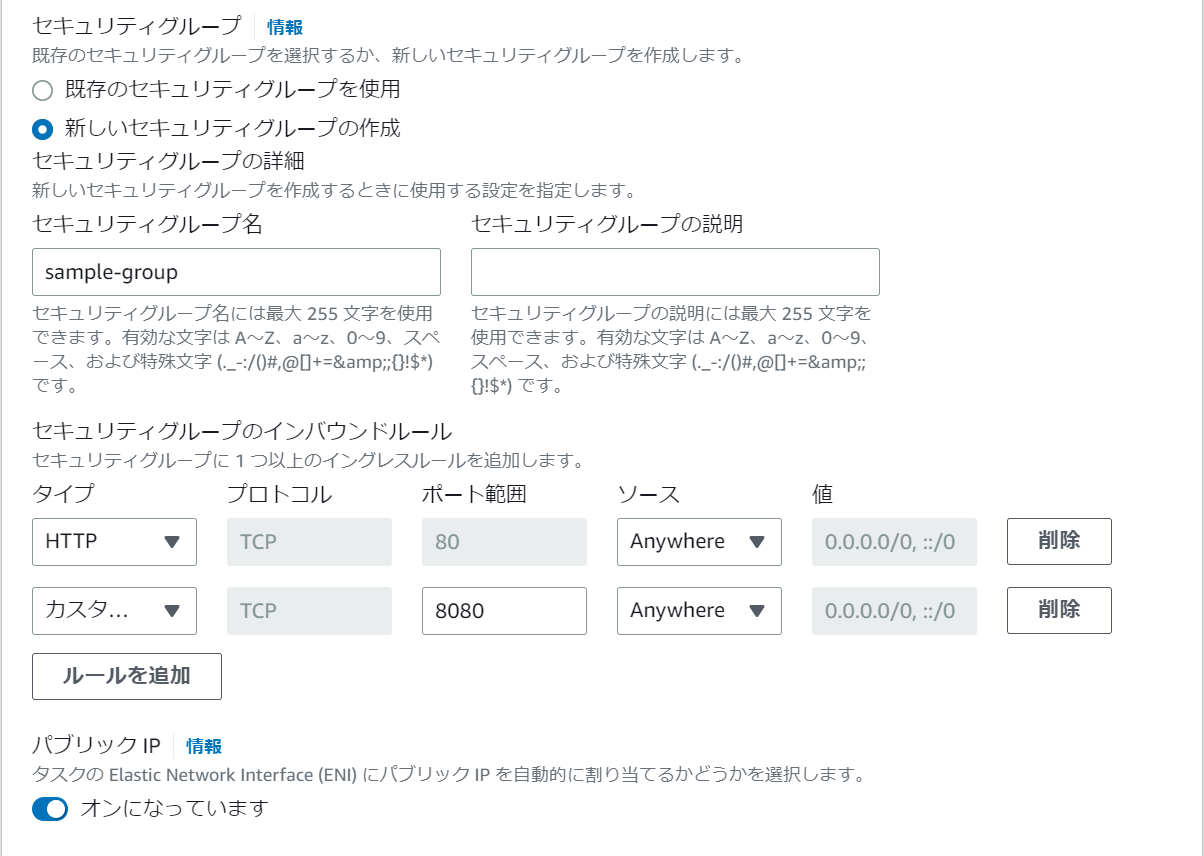 セキュリティグループ 情報
既存のセキュリティグループを選択するか、新しいセキュリティグループを作成します。
既存のセキュリティグループを使用
新しいセキュリティグループの作成
セキュリティグループの詳細
新しいセキュリティグループを作成するときに使用する設定を指定します。
セキュリティグループ名
sample-group
セキュリティグループ名には最大 255 文字を使用
できます。有効な文字は A～Z、a～z、0～9、スペ
ース、および特殊文字 (._-:/()#,@[]+=&amp;;{}!$*)
です。
セキュリティグループの説明
セキュリティグループの説明には最大 255 文字を
使用できます。有効な文字は A～Z、a～z、0～9、
スペース、および特殊文字 (._-:/()#,@[]+=&amp;;
{}!$*) です。
セキュリティグループのインバウンドルール
セキュリティグループに 1 つ以上のイングレスルールを追加します。
タイプ プロトコル ポート範囲 ソース 値
HTTP TCP 80 Anywhere 0.0.0.0/0, ::/0 削除
カスタ... TCP 8080 Anywhere 0.0.0.0/0, ::/0 削除
ルールを追加
パブリック IP 情報
タスクの Elastic Network Interface (ENI) にパブリック IP を自動的に割り当てるかどうかを選択します。
オンになっています